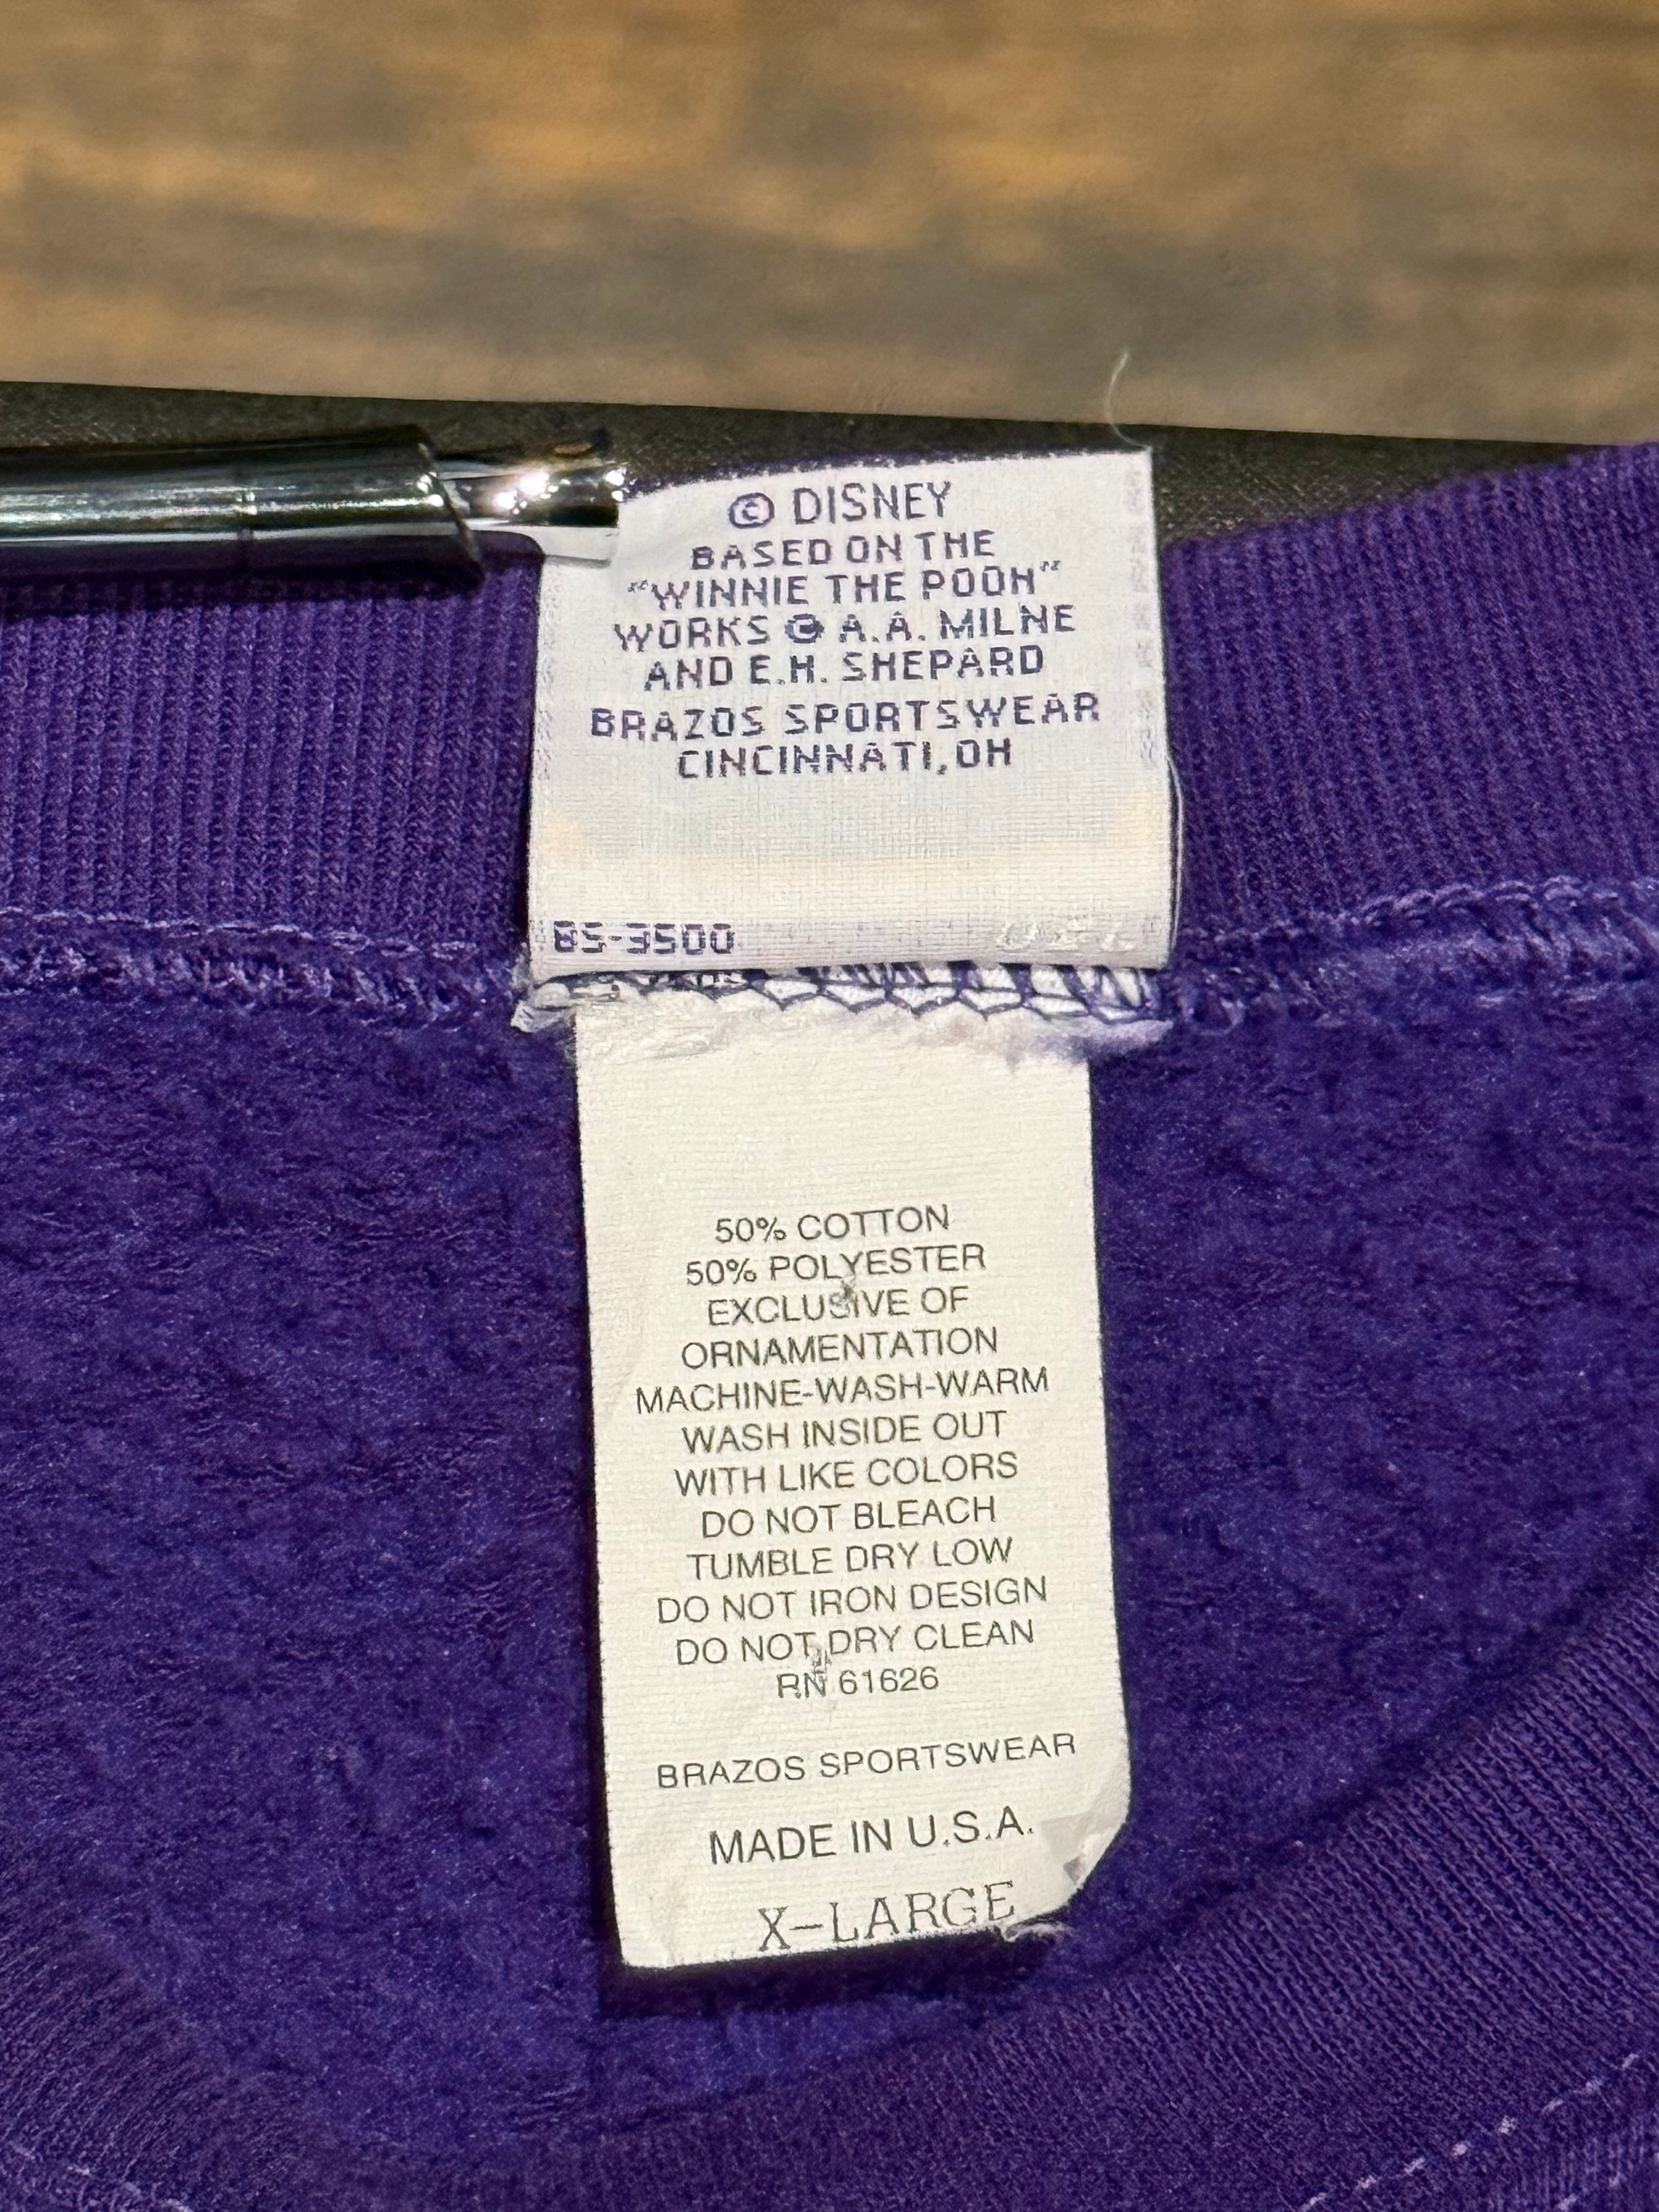 © DISNEY
BASED ON THE
"WINNIE THE POOH"
WORKS © A.A. MILNE
AND E.H. SHEPARD
BRAZOS SPORTSWEAR
CINCINNATI, OH
BS-3500
50% COTTON
50% POLYESTER
EXCLUSIVE OF
ORNAMENTATION
MACHINE-WASH-WARM
WASH INSIDE OUT
WITH LIKE COLORS
DO NOT BLEACH
TUMBLE DRY LOW
DO NOT IRON DESIGN
DO NOT DRY CLEAN
RN 61626
BRAZOS SPORTSWEAR
MADE IN U.S.A.
X-LARGE